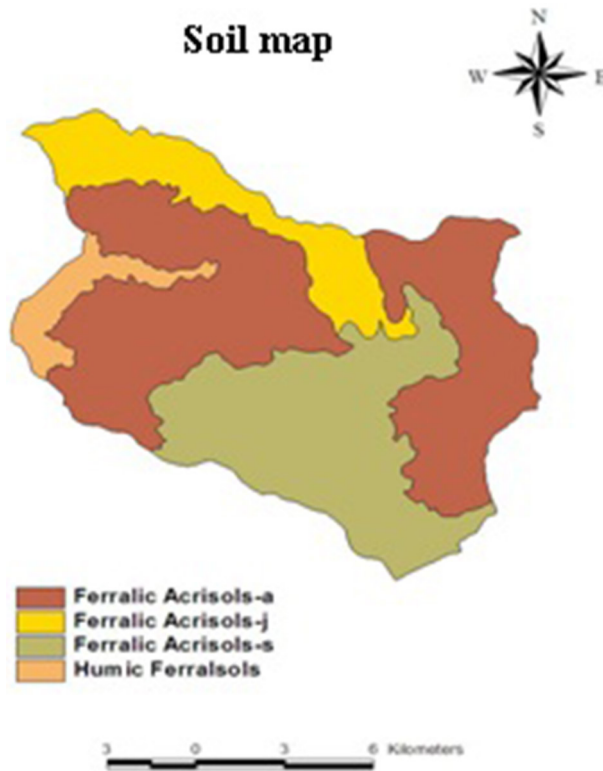 Soil map
N
W E
S
Ferralic Acrisols-a
Ferralic Acrisols-j
Ferralic Acrisols-s
Humic Ferralsols
3 0 3 6 Kilometers